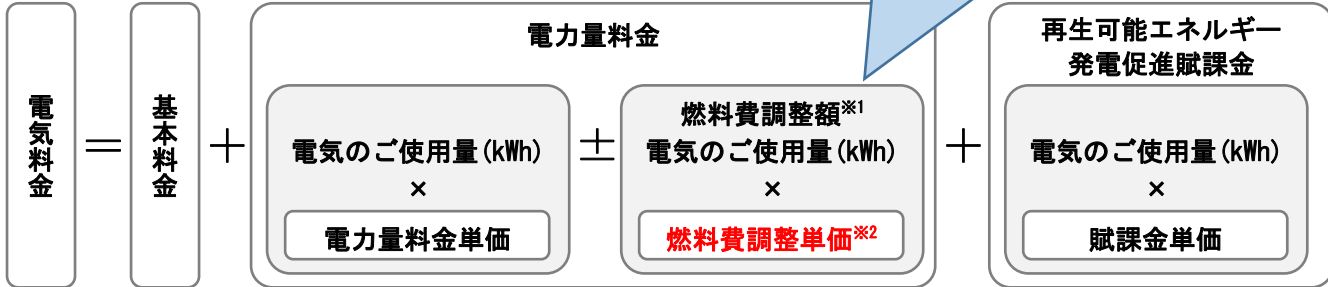 電気料金
=
基本料金
+
電力量料金
電気のご使用量(kWh)
×
電力量料金単価
±
燃料費調整額※1
電気のご使用量(kWh)
×
燃料費調整単価※2
+
再生可能エネルギー
発電促進賦課金
電気のご使用量(kWh)
×
賦課金単価